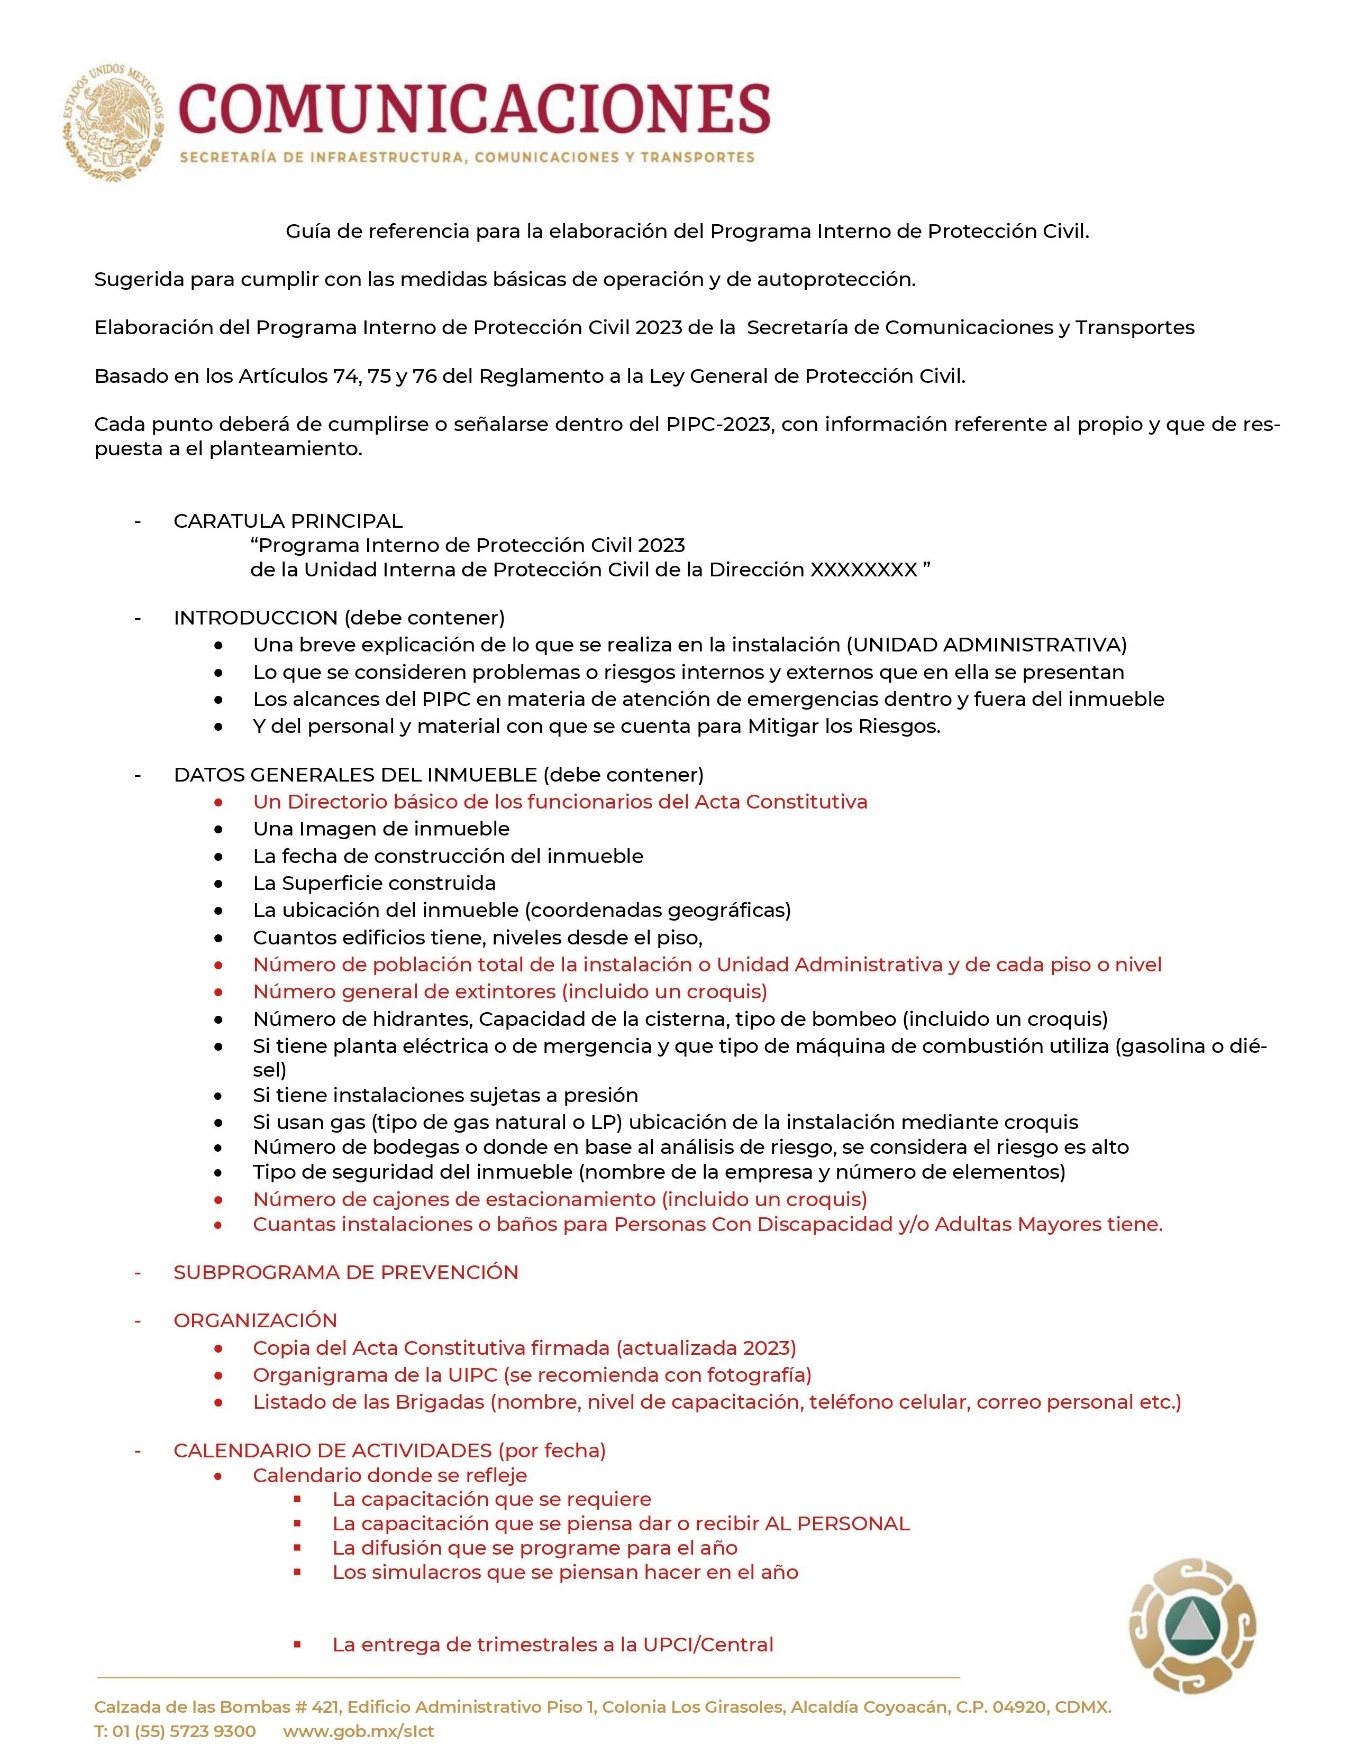 ESTADOS UNIDOS MEXICANOS
COMUNICACIONES
SECRETARÍA DE INFRAESTRUCTURA, COMUNICACIONES Y TRANSPORTES
Guía de referencia para la elaboración del Programa Interno de Protección Civil.
Sugerida para cumplir con las medidas básicas de operación y de autoprotección.
Elaboración del Programa Interno de Protección Civil 2023 de la  Secretaría de Comunicaciones y Transportes
Basado en los Artículos 74, 75 y 76 del Reglamento a la Ley General de Protección Civil.
Cada punto deberá de cumplirse o señalarse dentro del PIPC-2023, con información referente al propio y que de res-
puesta a el planteamiento.
- CARATULA PRINCIPAL
“Programa Interno de Protección Civil 2023
de la Unidad Interna de Protección Civil de la Dirección XXXXXXXX ”
- INTRODUCCION (debe contener)
• Una breve explicación de lo que se realiza en la instalación (UNIDAD ADMINISTRATIVA)
• Lo que se consideren problemas o riesgos internos y externos que en ella se presentan
• Los alcances del PIPC en materia de atención de emergencias dentro y fuera del inmueble
• Y del personal y material con que se cuenta para Mitigar los Riesgos.
- DATOS GENERALES DEL INMUEBLE (debe contener)
• Un Directorio básico de los funcionarios del Acta Constitutiva
• Una Imagen de inmueble
• La fecha de construcción del inmueble
• La Superficie construida
• La ubicación del inmueble (coordenadas geográficas)
• Cuantos edificios tiene, niveles desde el piso,
• Número de población total de la instalación o Unidad Administrativa y de cada piso o nivel
• Número general de extintores (incluido un croquis)
• Número de hidrantes, Capacidad de la cisterna, tipo de bombeo (incluido un croquis)
• Si tiene planta eléctrica o de mergencia y que tipo de máquina de combustión utiliza (gasolina o dié-
sel)
• Si tiene instalaciones sujetas a presión
• Si usan gas (tipo de gas natural o LP) ubicación de la instalación mediante croquis
• Número de bodegas o donde en base al análisis de riesgo, se considera el riesgo es alto
• Tipo de seguridad del inmueble (nombre de la empresa y número de elementos)
• Número de cajones de estacionamiento (incluido un croquis)
• Cuantas instalaciones o baños para Personas Con Discapacidad y/o Adultas Mayores tiene.
- SUBPROGRAMA DE PREVENCIÓN
- ORGANIZACIÓN
• Copia del Acta Constitutiva firmada (actualizada 2023)
• Organigrama de la UIPC (se recomienda con fotografía)
• Listado de las Brigadas (nombre, nivel de capacitación, teléfono celular, correo personal etc.)
- CALENDARIO DE ACTIVIDADES (por fecha)
• Calendario donde se refleje
▪ La capacitación que se requiere
▪ La capacitación que se piensa dar o recibir AL PERSONAL
▪ La difusión que se programe para el año
▪ Los simulacros que se piensan hacer en el año
▪ La entrega de trimestrales a la UPCI/Central
Calzada de las Bombas # 421, Edificio Administrativo Piso 1, Colonia Los Girasoles, Alcaldía Coyoacán, C.P. 04920, CDMX.
T: 01 (55) 5723 9300 www.gob.mx/sIct